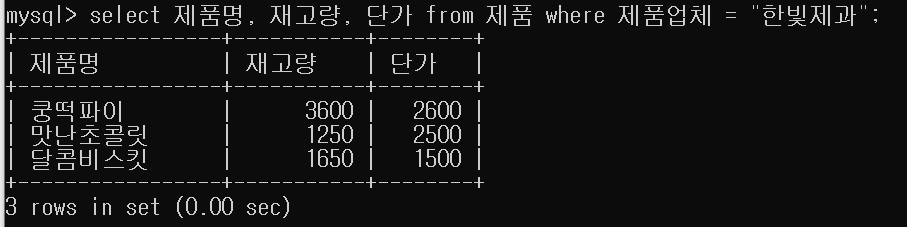 mysql> select 제품명, 재고량, 단가 from 제품 where 제품업체 = "한빛제과";
+------------------+-----------+--------+
| 제품명 | 재고량 | 단가 |
+------------------+-----------+--------+
| 쿵떡파이 | 3600 | 2600 |
| 맛난초콜릿 | 1250 | 2500 |
| 달콤비스킷 | 1650 | 1500 |
+------------------+-----------+--------+
3 rows in set (0.00 sec)